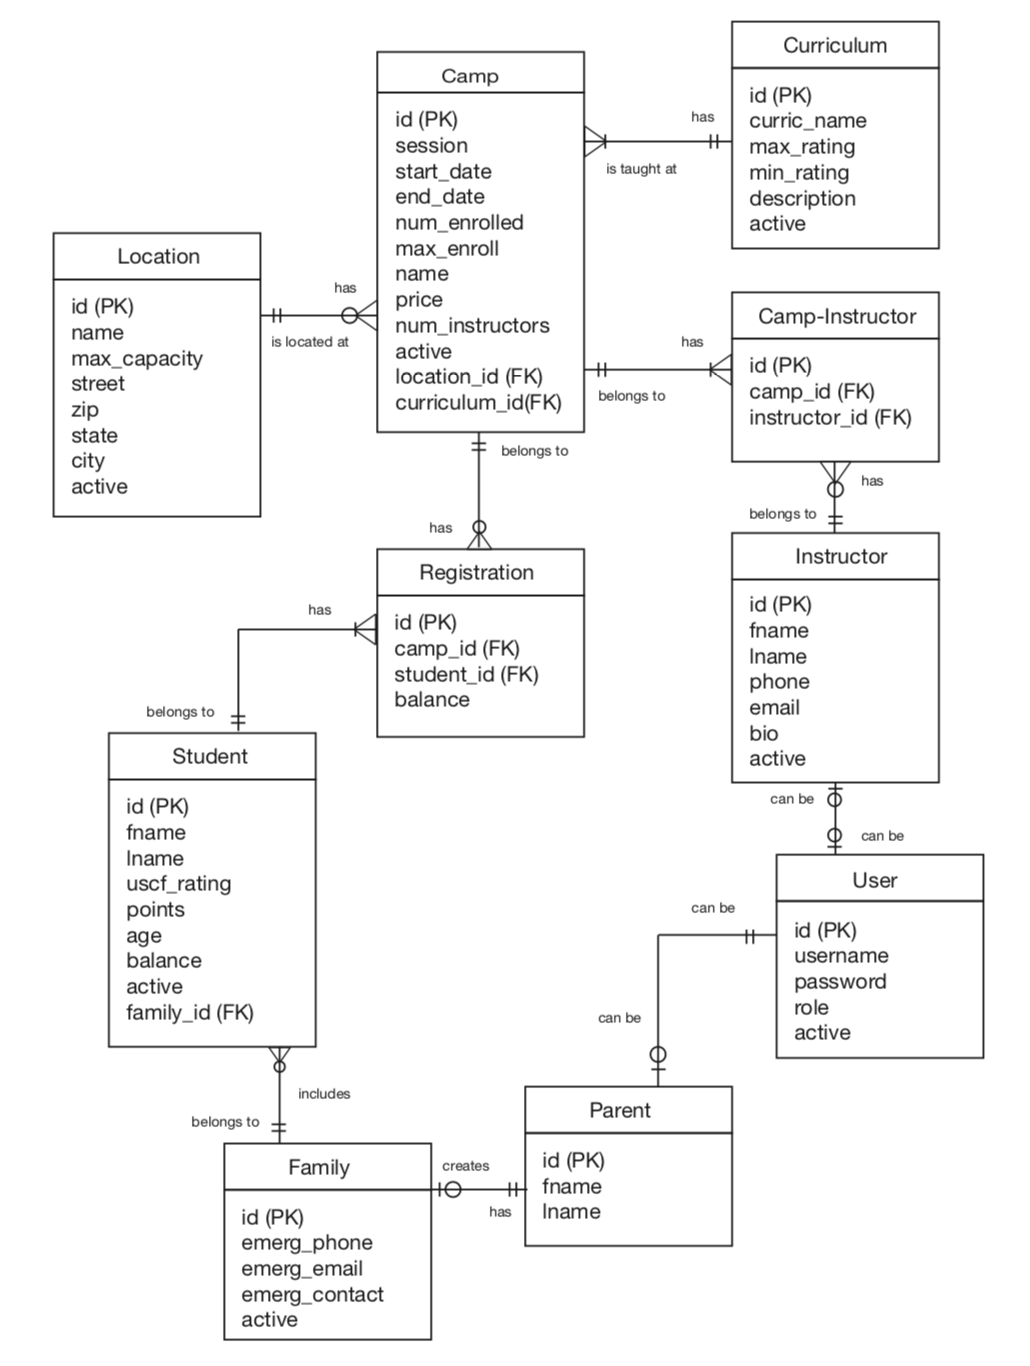 Curriculum
id (PK)
curric_name
max_rating
min_rating
description
active
Camp
id (PK)
session
start_date
end_date
num_enrolled
max_enroll
name
price
num_instructors
active
location_id (FK)
curriculum_id(FK)
has
is taught at
Location
id (PK)
name
max_capacity
street
zip
state
city
active
has
is located at
Camp-Instructor
id (PK)
camp_id (FK)
instructor_id (FK)
has
belongs to
belongs to
has
has
belongs to
Registration
id (PK)
camp_id (FK)
student_id (FK)
balance
Instructor
id (PK)
fname
lname
phone
email
bio
active
has
belongs to
Student
id (PK)
fname
lname
uscf_rating
points
age
balance
active
family_id (FK)
can be
can be
User
id (PK)
username
password
role
active
can be
can be
includes
belongs to
Parent
id (PK)
fname
lname
Family
id (PK)
emerg_phone
emerg_email
emerg_contact
active
creates
has